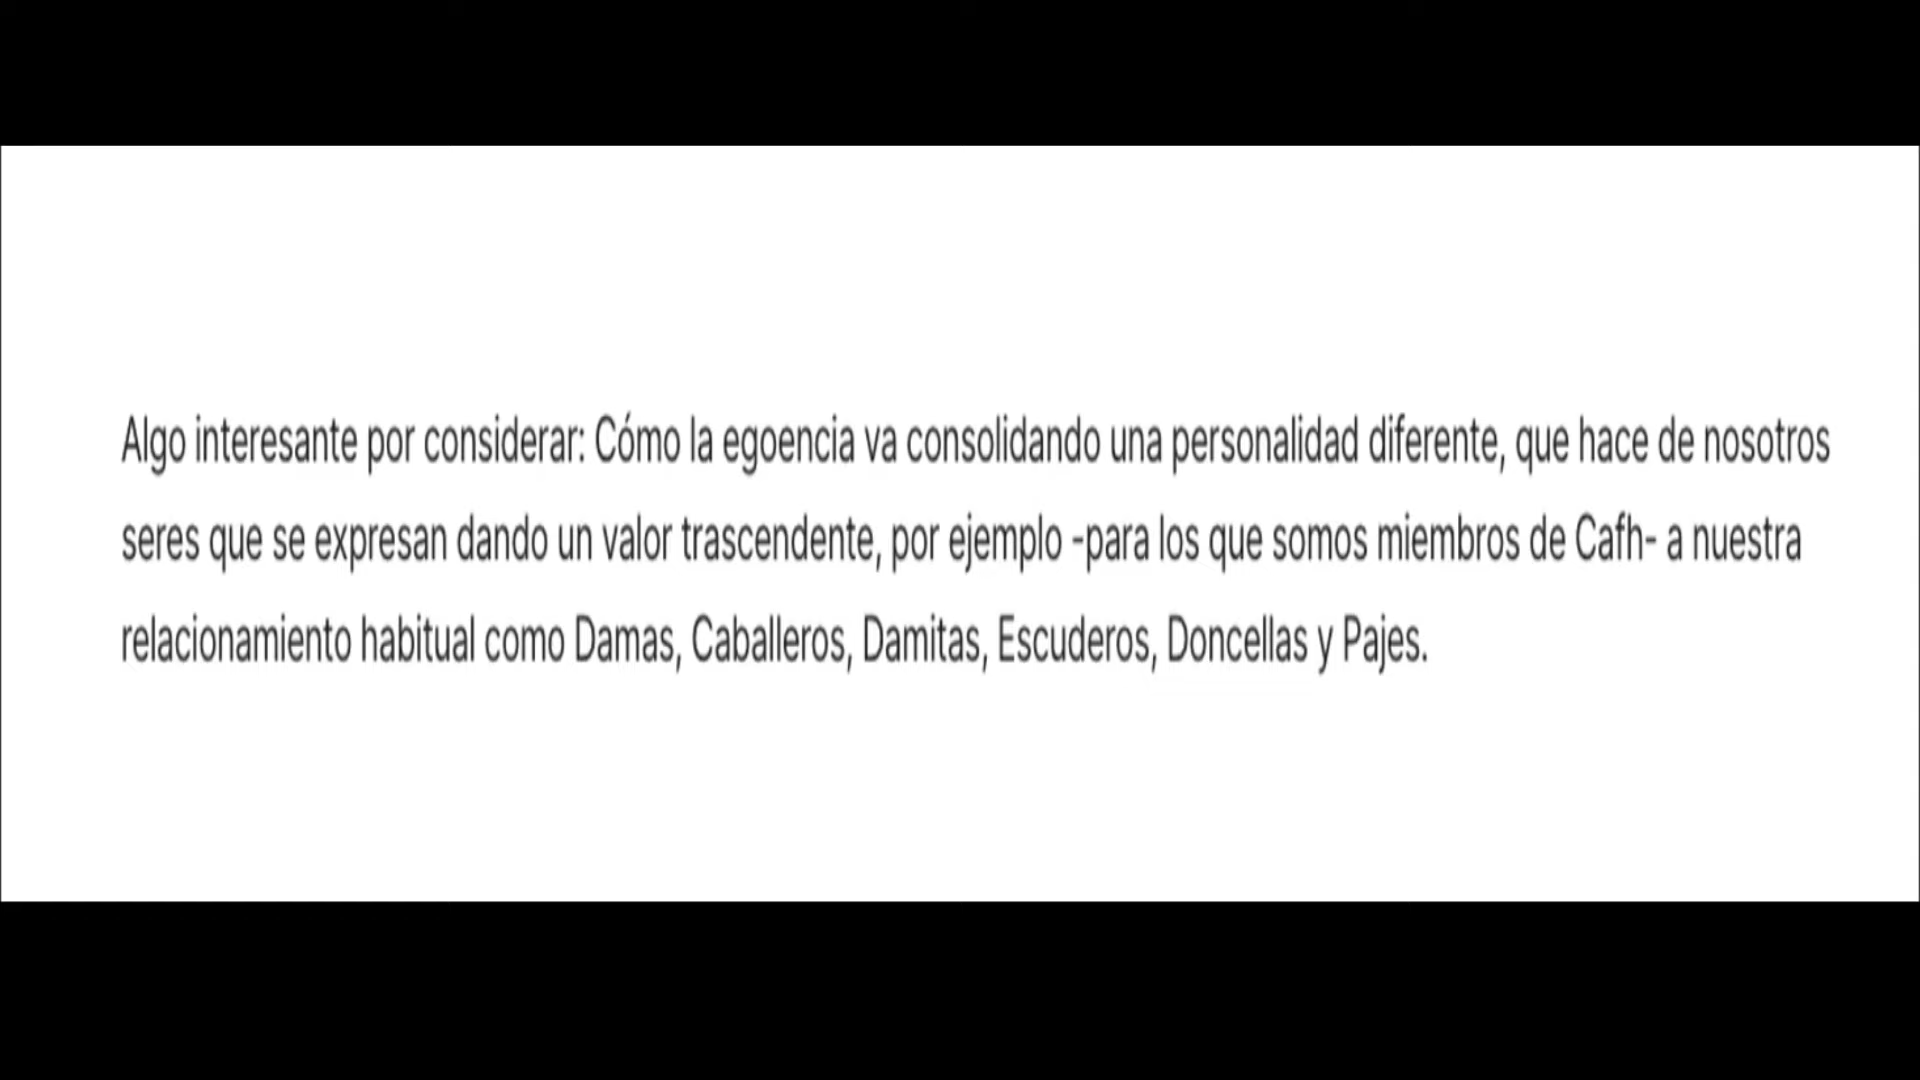 Algo interesante por considerar: Cómo la egoencia va consolidando una personalidad diferente, que hace de nosotros
seres que se expresan dando un valor trascendente, por ejemplo -para los que somos miembros de Cafh- a nuestra
relacionamiento habitual como Damas, Caballeros, Damitas, Escuderos, Doncellas y Pajes.